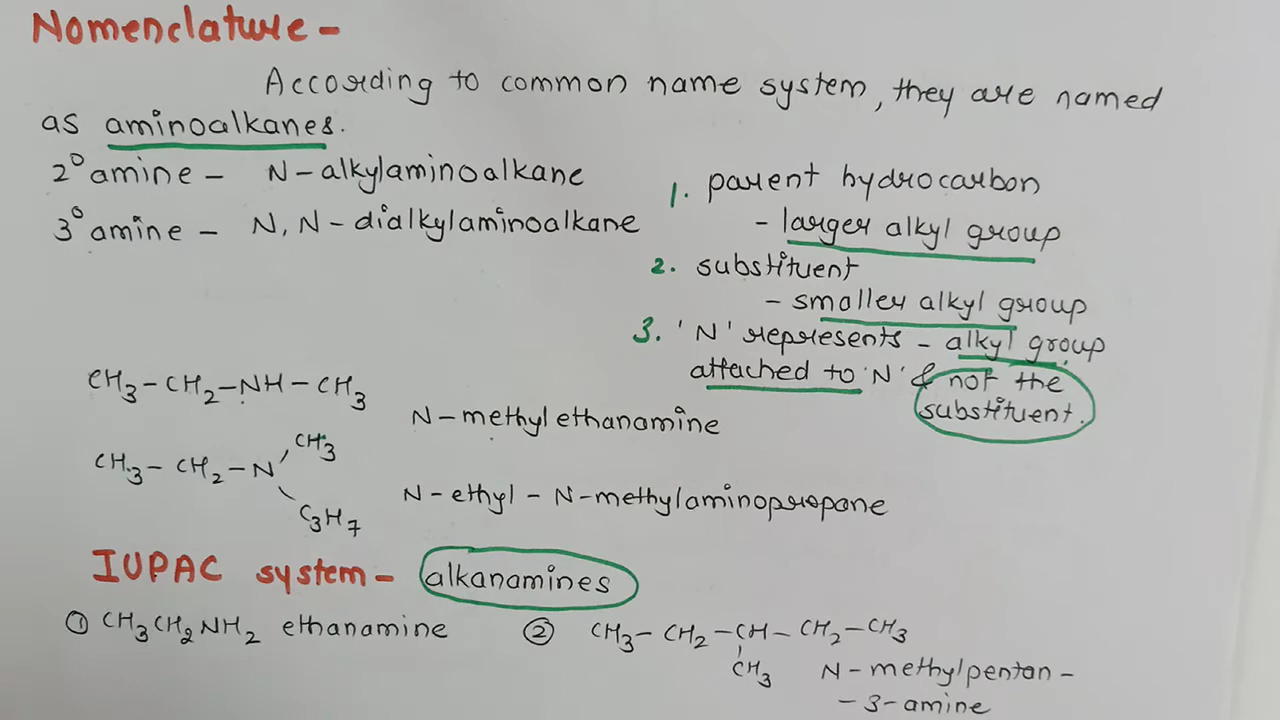 Nomenclature -
According to common name system, they are named
as aminoalkanes.
2° amine - N-alkylaminoalkane
3° amine - N,N-dialkylaminoalkane
1. parent hydrocarbon
- larger alkyl group
2. substituent
- smaller alkyl group
3. 'N' represents - alkyl group
attached to 'N' & not the
substituent.
CH3-CH2-NH-CH3
N-methylethanamine
CH3-CH2-N
CH3
C3H7
N-ethyl-N-methylaminopropane
IUPAC system- alkanamines
① CH3CH2NH2 ethanamine
② CH3-CH2-CH-CH2-CH3
CH3
N-methylpentan-
-3-amine